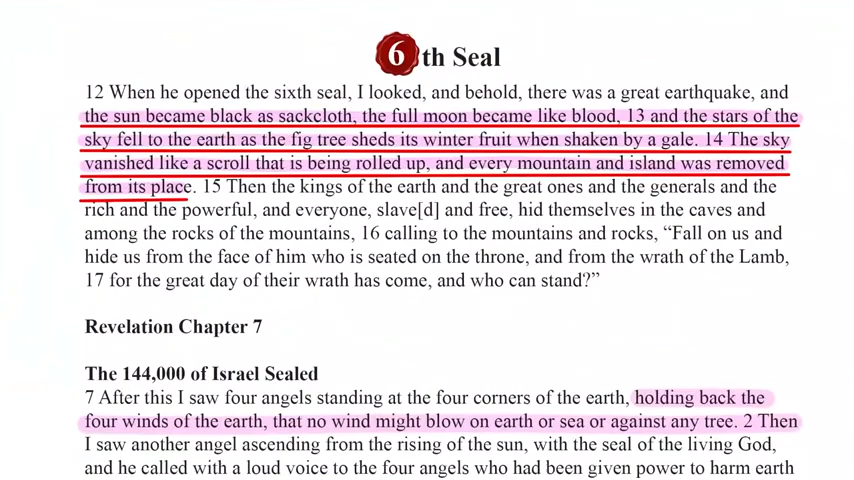 6th Seal
12 When he opened the sixth seal, I looked, and behold, there was a great earthquake, and
the sun became black as sackcloth, the full moon became like blood, 13 and the stars of the
sky fell to the earth as the fig tree sheds its winter fruit when shaken by a gale. 14 The sky
vanished like a scroll that is being rolled up, and every mountain and island was removed
from its place. 15 Then the kings of the earth and the great ones and the generals and the
rich and the powerful, and everyone, slave[d] and free, hid themselves in the caves and
among the rocks of the mountains, 16 calling to the mountains and rocks, “Fall on us and
hide us from the face of him who is seated on the throne, and from the wrath of the Lamb,
17 for the great day of their wrath has come, and who can stand?”
Revelation Chapter 7
The 144,000 of Israel Sealed
7 After this I saw four angels standing at the four corners of the earth, holding back the
four winds of the earth, that no wind might blow on earth or sea or against any tree. 2 Then
I saw another angel ascending from the rising of the sun, with the seal of the living God,
and he called with a loud voice to the four angels who had been given power to harm earth